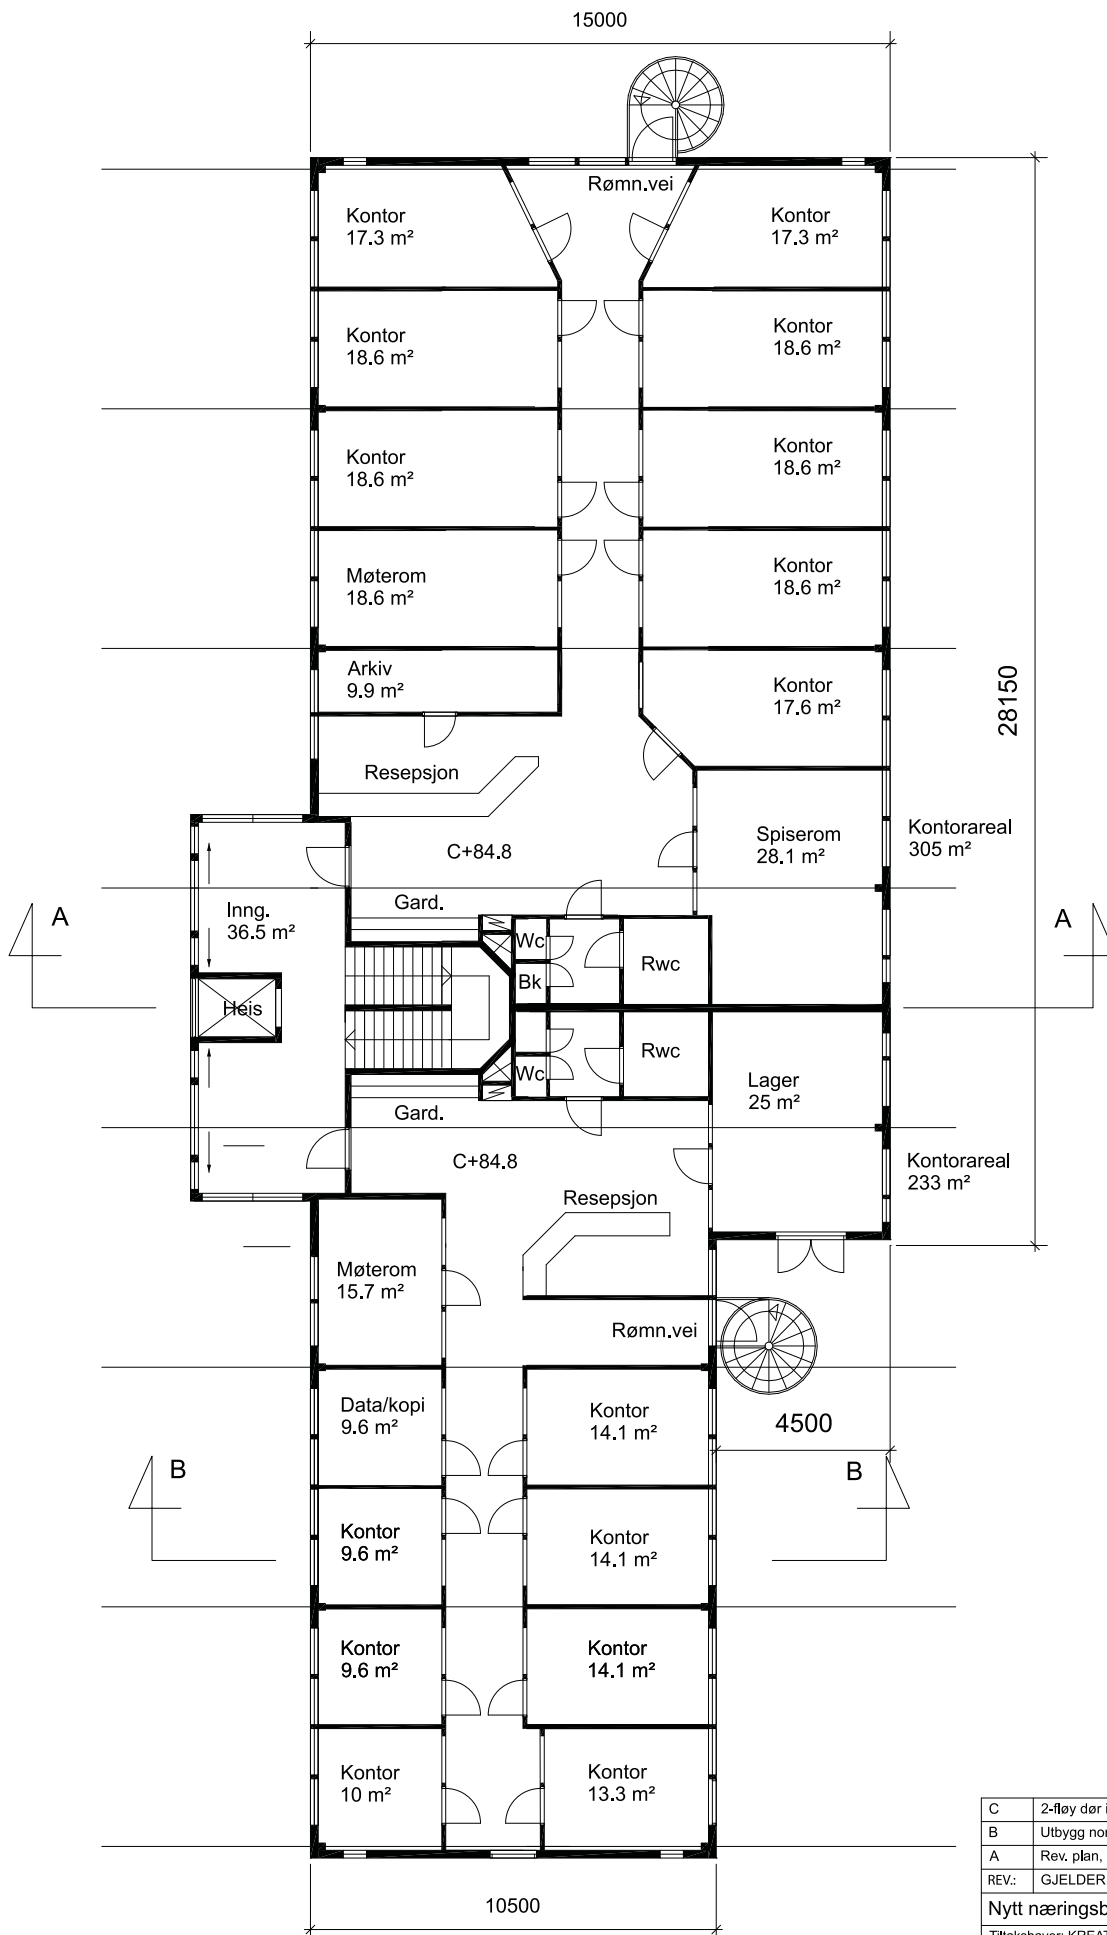 15000
Rømn.vei
Kontor
17.3 m²
Kontor
17.3 m²
Kontor
18.6 m²
Kontor
18.6 m²
Kontor
18.6 m²
Kontor
18.6 m²
Møterom
18.6 m²
Kontor
18.6 m²
Arkiv
9.9 m²
Kontor
17.6 m²
28150
Resepsjon
C+84.8
Spiserom
28.1 m²
Kontorareal
305 m²
A
Inng.
36.5 m²
Gard.
A
Wc
Bk
Rwc
Heis
Wc
Rwc
Lager
25 m²
Gard.
C+84.8
Kontorareal
233 m²
Resepsjon
Møterom
15.7 m²
Rømn.vei
Data/kopi
9.6 m²
Kontor
14.1 m²
4500
B
B
Kontor
9.6 m²
Kontor
14.1 m²
Kontor
9.6 m²
Kontor
14.1 m²
Kontor
10 m²
Kontor
13.3 m²
10500
C 2-fløy dør
B Utbygg
A Rev. plan,
REV.: GJELDER
Nytt